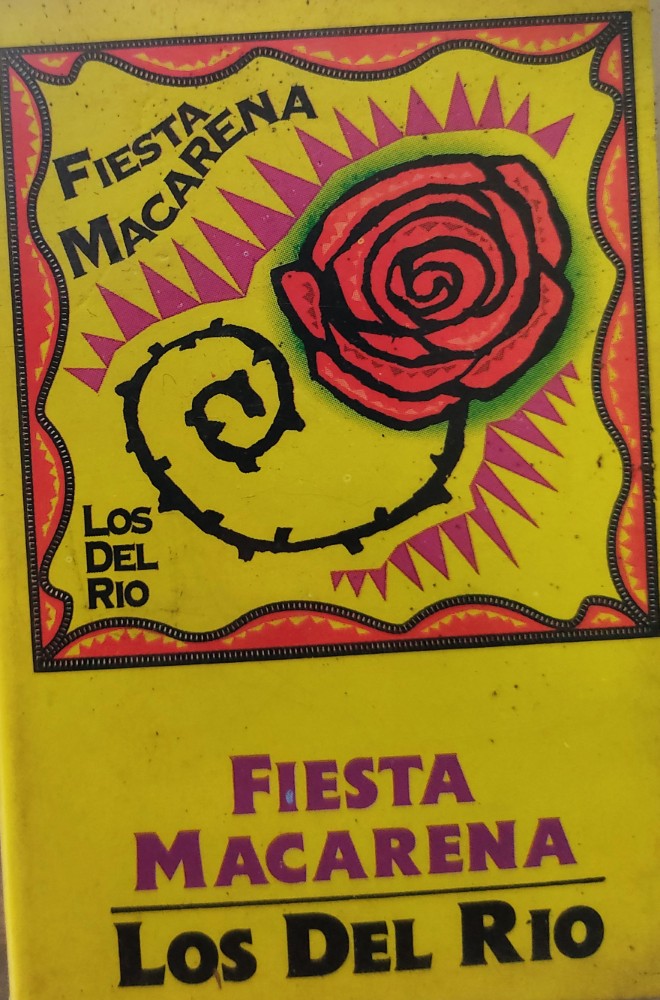 FIESTA
MACARENA
LOS
DEL
RIO
FIESTA
MACARENA
LOS DEL RIO